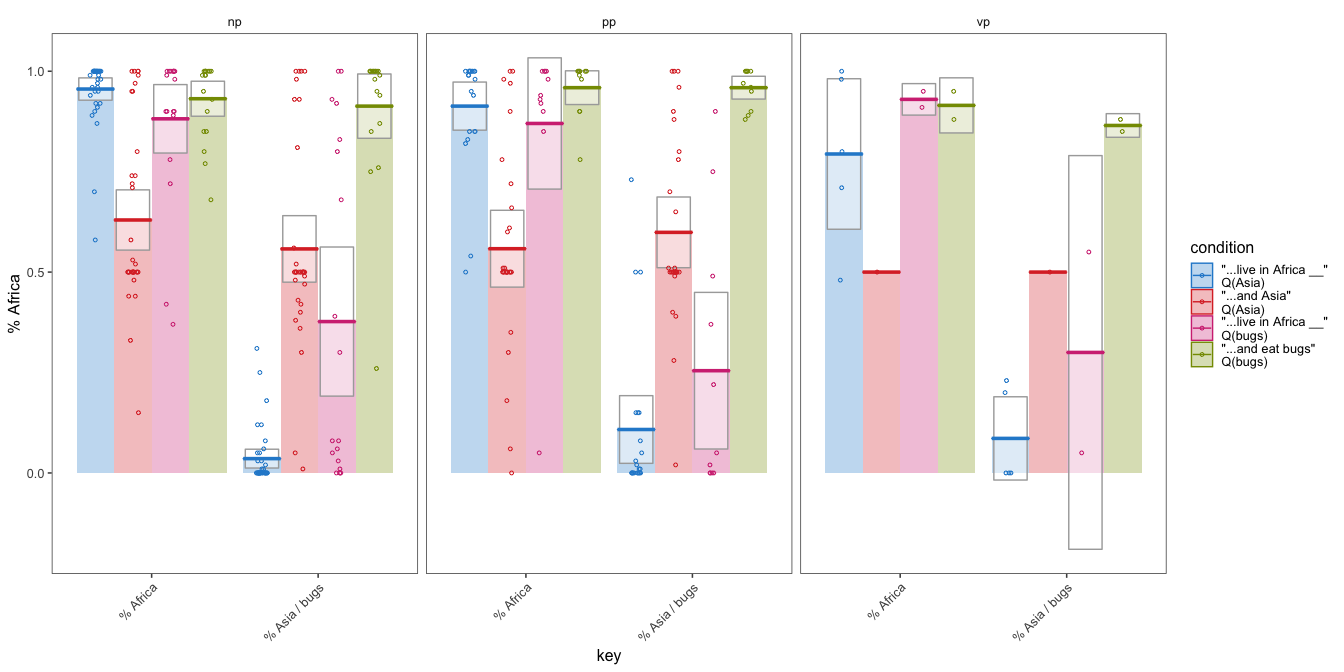 np
pp
vp
1.0
0.5
0.0
% Africa
% Africa
% Asia / bugs
% Africa
% Asia / bugs
% Africa
% Asia / bugs
key
condition
"...live in Africa __"
Q(Asia)
"...and Asia"
Q(Asia)
"...live in Africa __"
Q(bugs)
"...and eat bugs"
Q(bugs)